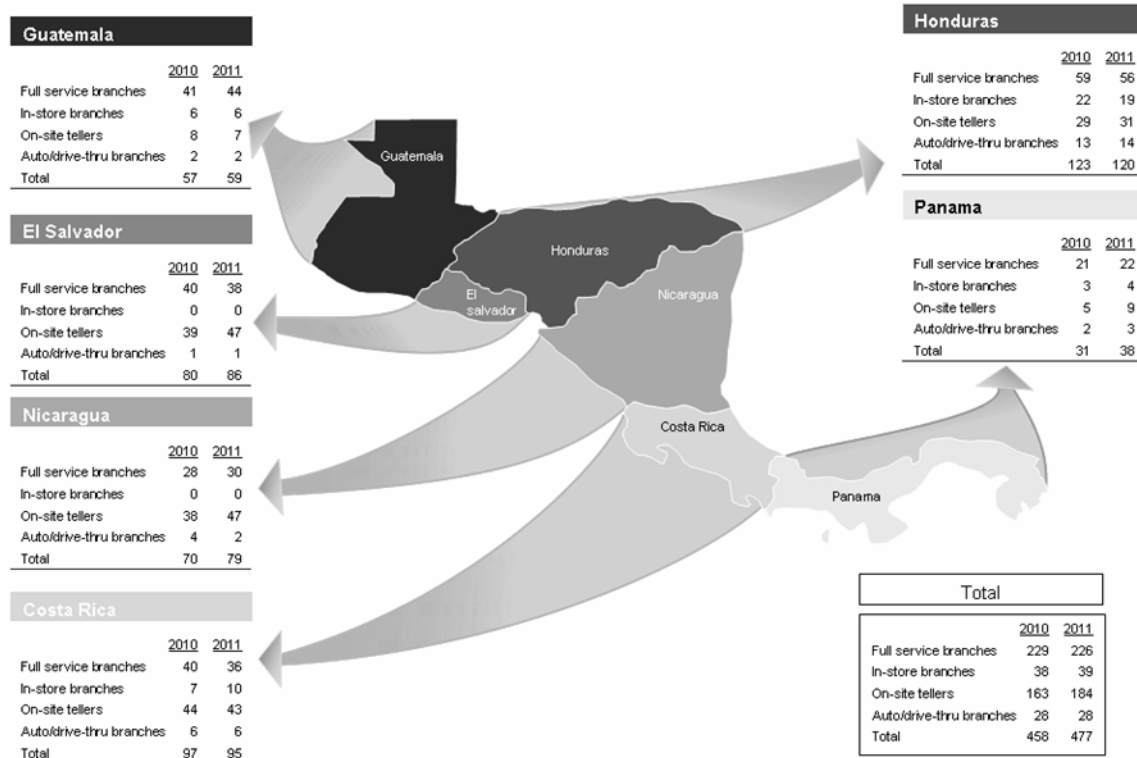 Guatemala
2010 2011
Full service branches 41 44
In-store branches 6 6
On-site tellers 8 7
Auto/drive-thru branches 2 2
Total 57 59
El Salvador
2010 2011
Full service branches 40 38
In-store branches 0 0
On-site tellers 39 47
Auto/drive-thru branches 1 1
Total 80 86
Nicaragua
2010 2011
Full service branches 28 30
In-store branches 0 0
On-site tellers 38 47
Auto/drive-thru branches 4 2
Total 70 79
Costa Rica
2010 2011
Full service branches 40 36
In-store branches 7 10
On-site tellers 44 43
Auto/drive-thru branches 6 6
Total 97 95
Guatemala
Honduras
El
salvador
Nicaragua
Costa Rica
Panama
Honduras
2010 2011
Full service branches 59 56
In-store branches 22 19
On-site tellers 29 31
Auto/drive-thru branches 13 14
Total 123 120
Panama
2010 2011
Full service branches 21 22
In-store branches 3 4
On-site tellers 5 9
Auto/drive-thru branches 2 3
Total 31 38
Total
2010 2011
Full service branches 229 226
In-store branches 38 39
On-site tellers 163 184
Auto/drive-thru branches 28 28
Total 458 477